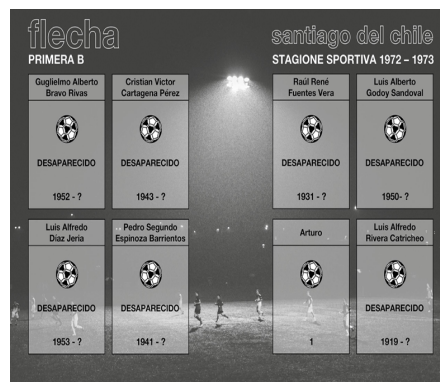 flecha
PRIMERA B
santiago del chile
STAGIONE SPORTIVA 1972 – 1973
Guglielmo Alberto
Bravo Rivas
DESAPARECIDO
1952 - ?
Cristian Victor
Cartagena Pérez
DESAPARECIDO
1943 - ?
Raúl René
Fuentes Vera
DESAPARECIDO
1931 - ?
Luis Alberto
Godoy Sandoval
DESAPARECIDO
1950- ?
Luis Alfredo
Díaz Jeria
DESAPARECIDO
1953 - ?
Pedro Segundo
Espinoza Barrientos
DESAPARECIDO
1941 - ?
Arturo
1
Luis Alfredo
Rivera Catricheo
DESAPARECIDO
1919 - ?